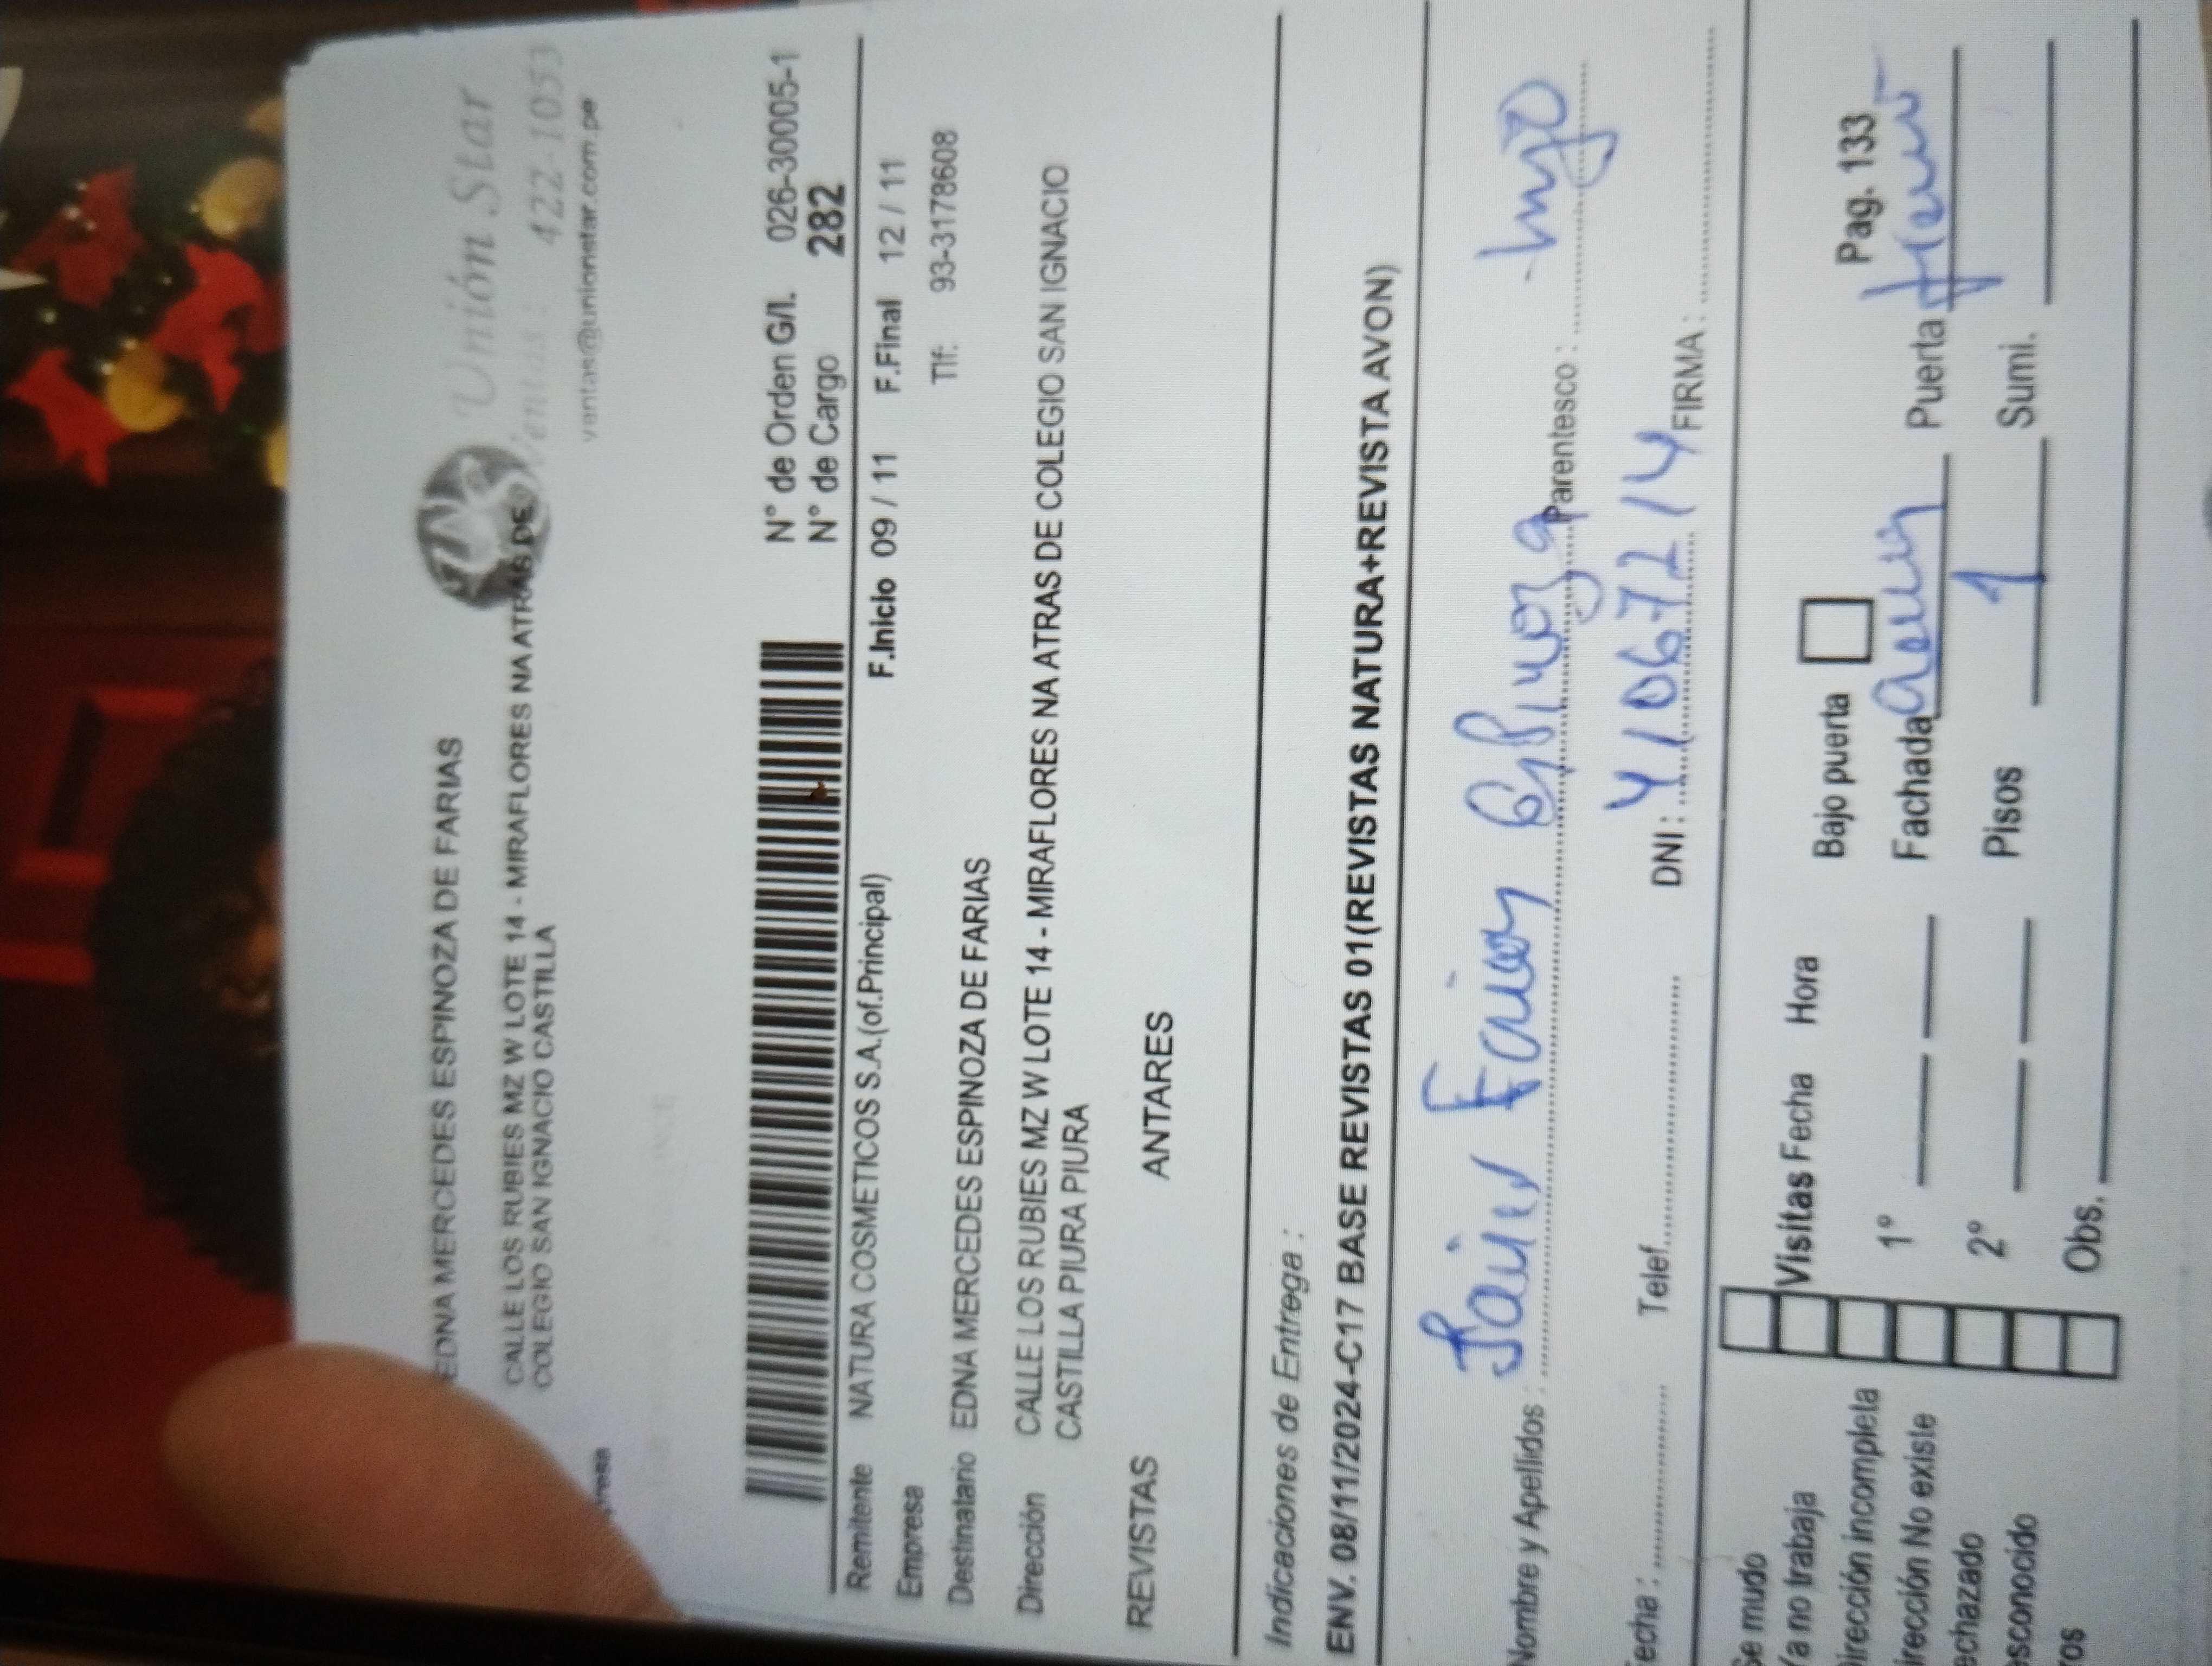 EDNA MERCEDES ESPINOZA DE FARIAS
Unión Star
CALLE LOS RUBIES MZ W LOTE 14 - MIRAFLORES NA ATRAS DE
COLEGIO SAN IGNACIO CASTILLA
Ventas : 422-1053
ventas@unionstar.com.pe
N° de Orden G/I. 026-30005-1
N° de Cargo 282
Remitente NATURA COSMETICOS S.A.(of.Principal) F.Inicio 09 / 11 F.Final 12 / 11
Empresa
Destinatario EDNA MERCEDES ESPINOZA DE FARIAS Tlf: 93-3178608
Dirección CALLE LOS RUBIES MZ W LOTE 14 - MIRAFLORES NA ATRAS DE COLEGIO SAN IGNACIO
CASTILLA PIURA PIURA
REVISTAS ANTARES
Indicaciones de Entrega :
ENV. 08/11/2024-C17 BASE REVISTAS 01(REVISTAS NATURA+REVISTA AVON)
Nombre y Apellidos : Farias Espinoza Parentesco :
echa : Telef. DNI : 41067214 FIRMA :
Se mudo
Ya no trabaja
Dirección incompleta
irección No existe
echazado
esconocido
ros
Visitas Fecha Hora Bajo puerta Pag. 133
1° Fachada Puerta
2° Pisos 1 Sumi.
Obs.